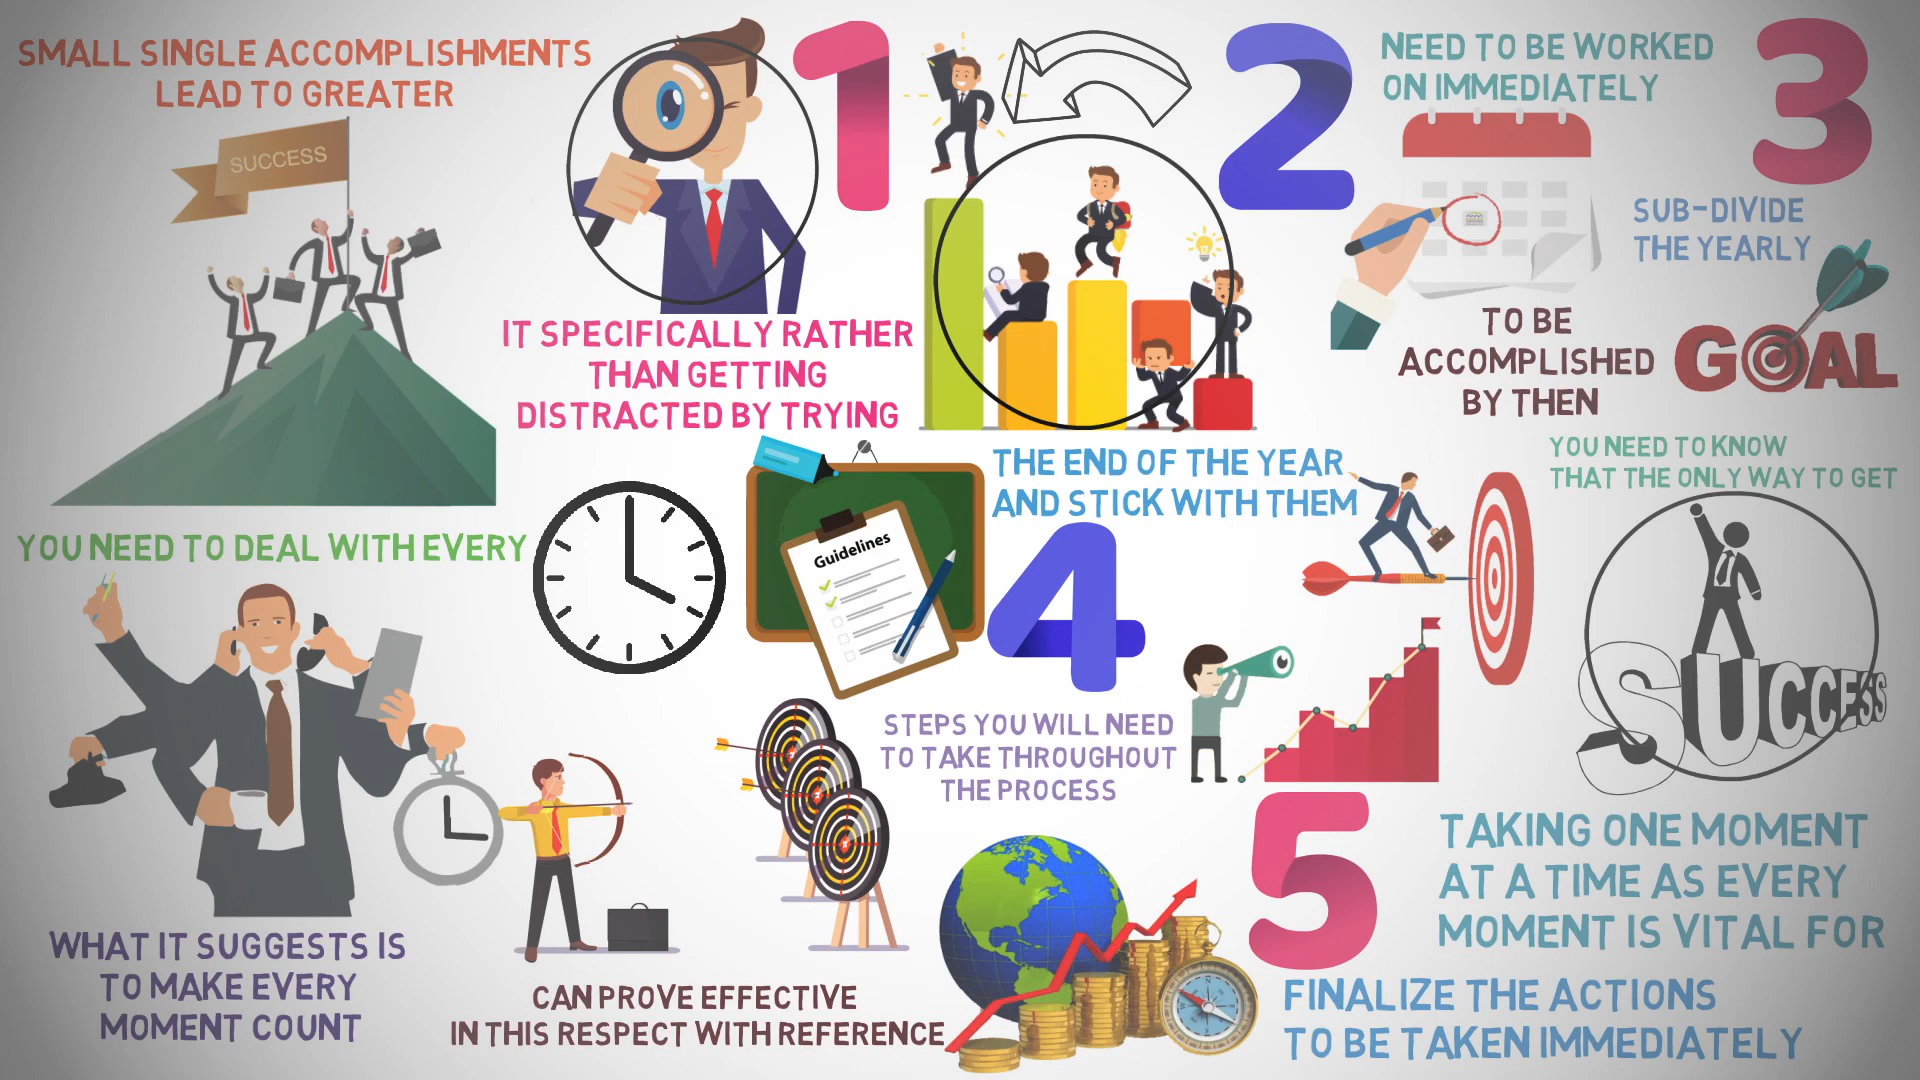 SMALL SINGLE ACCOMPLISHMENTS
LEAD TO GREATER
SUCCESS
1
IT SPECIFICALLY RATHER
THAN GETTING
DISTRACTED BY TRYING
2
NEED TO BE WORKED
ON IMMEDIATELY
3
SUB-DIVIDE
THE YEARLY
TO BE
ACCOMPLISHED
BY THEN
GOAL
YOU NEED TO DEAL WITH EVERY
Guidelines
THE END OF THE YEAR
AND STICK WITH THEM
4
YOU NEED TO KNOW
THAT THE ONLY WAY TO GET
SUCCESS
WHAT IT SUGGESTS IS
TO MAKE EVERY
MOMENT COUNT
STEPS YOU WILL NEED
TO TAKE THROUGHOUT
THE PROCESS
CAN PROVE EFFECTIVE
IN THIS RESPECT WITH REFERENCE
5
TAKING ONE MOMENT
AT A TIME AS EVERY
MOMENT IS VITAL FOR
FINALIZE THE ACTIONS
TO BE TAKEN IMMEDIATELY